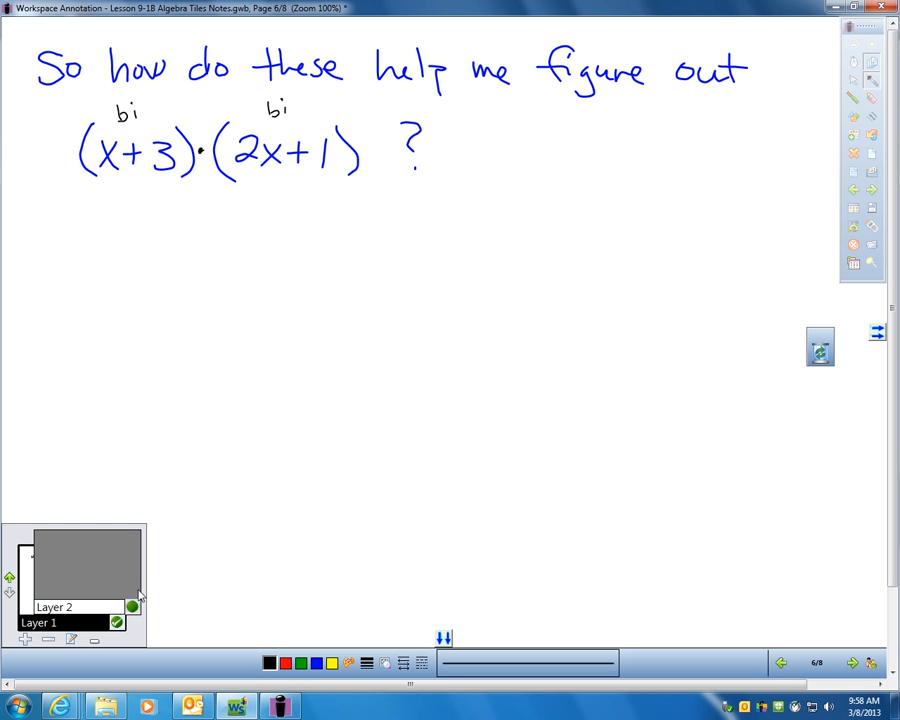 Workspace Annotation - Lesson 9-1B Algebra Tiles Notes.gwb, Page 6/8 (Zoom 100%) *
So how do these help me figure out
bi bi
(x+3)·(2x+1) ?
Layer 2
Layer 1
6/8
9:58 AM
3/8/2013